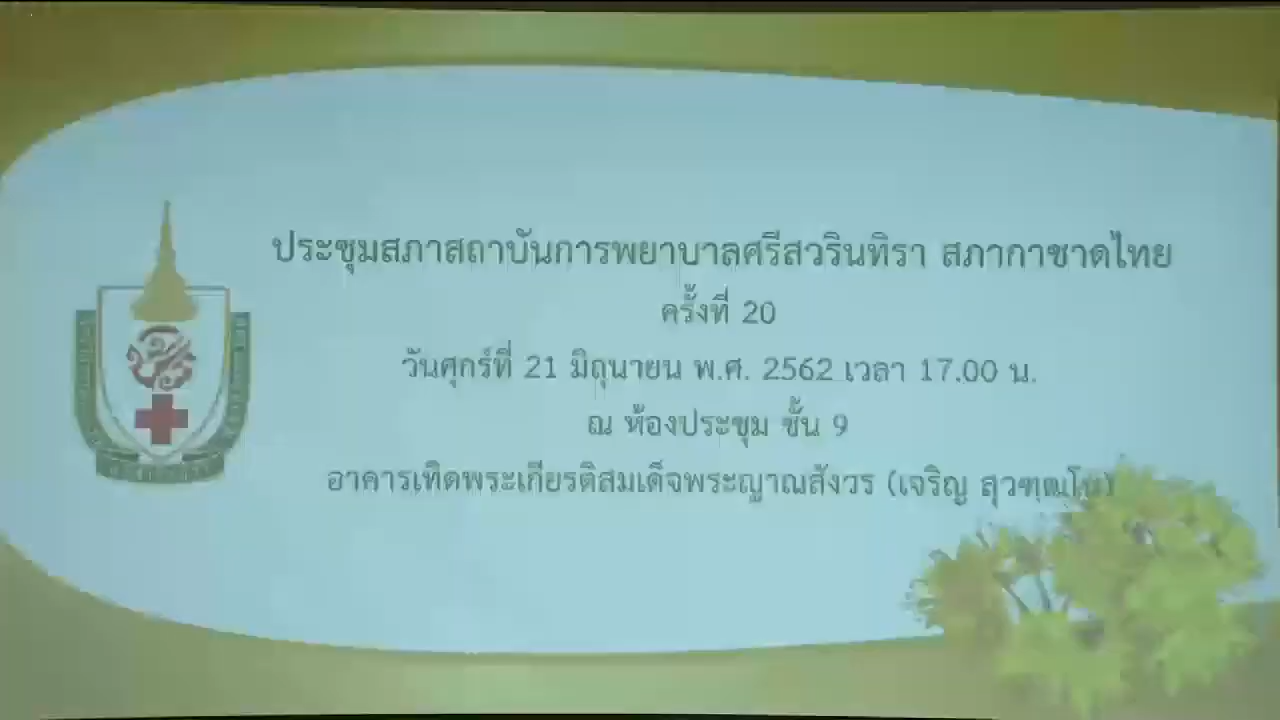 ประชุมสภาสถาบันการพยาบาลศรีสวรินทิรา สภากาชาดไทย
ครั้งที่ 20
วันศุกร์ที่ 21 มิถุนายน พ.ศ. 2562 เวลา 17.00 น.
ณ ห้องประชุม ชั้น 9
อาคารเทิดพระเกียรติสมเด็จพระญาณสังวร (เจริญ สุวฑฺฒโน)